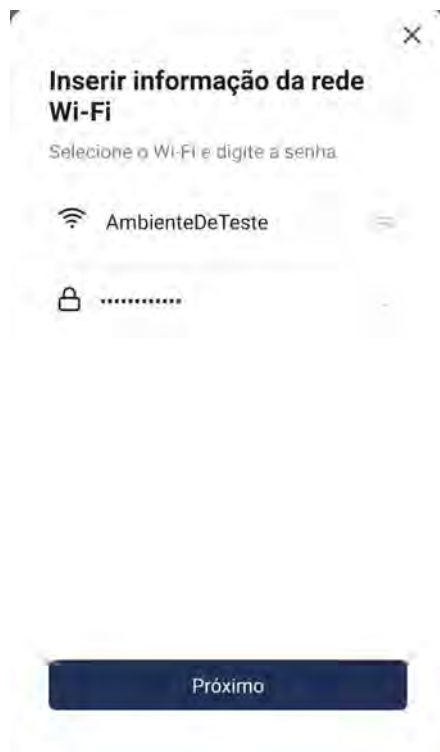 Inserir informação da rede
Wi-Fi
Selecione o Wi-Fi e digite a senha
AmbienteDeTeste
••••••••••••
Próximo